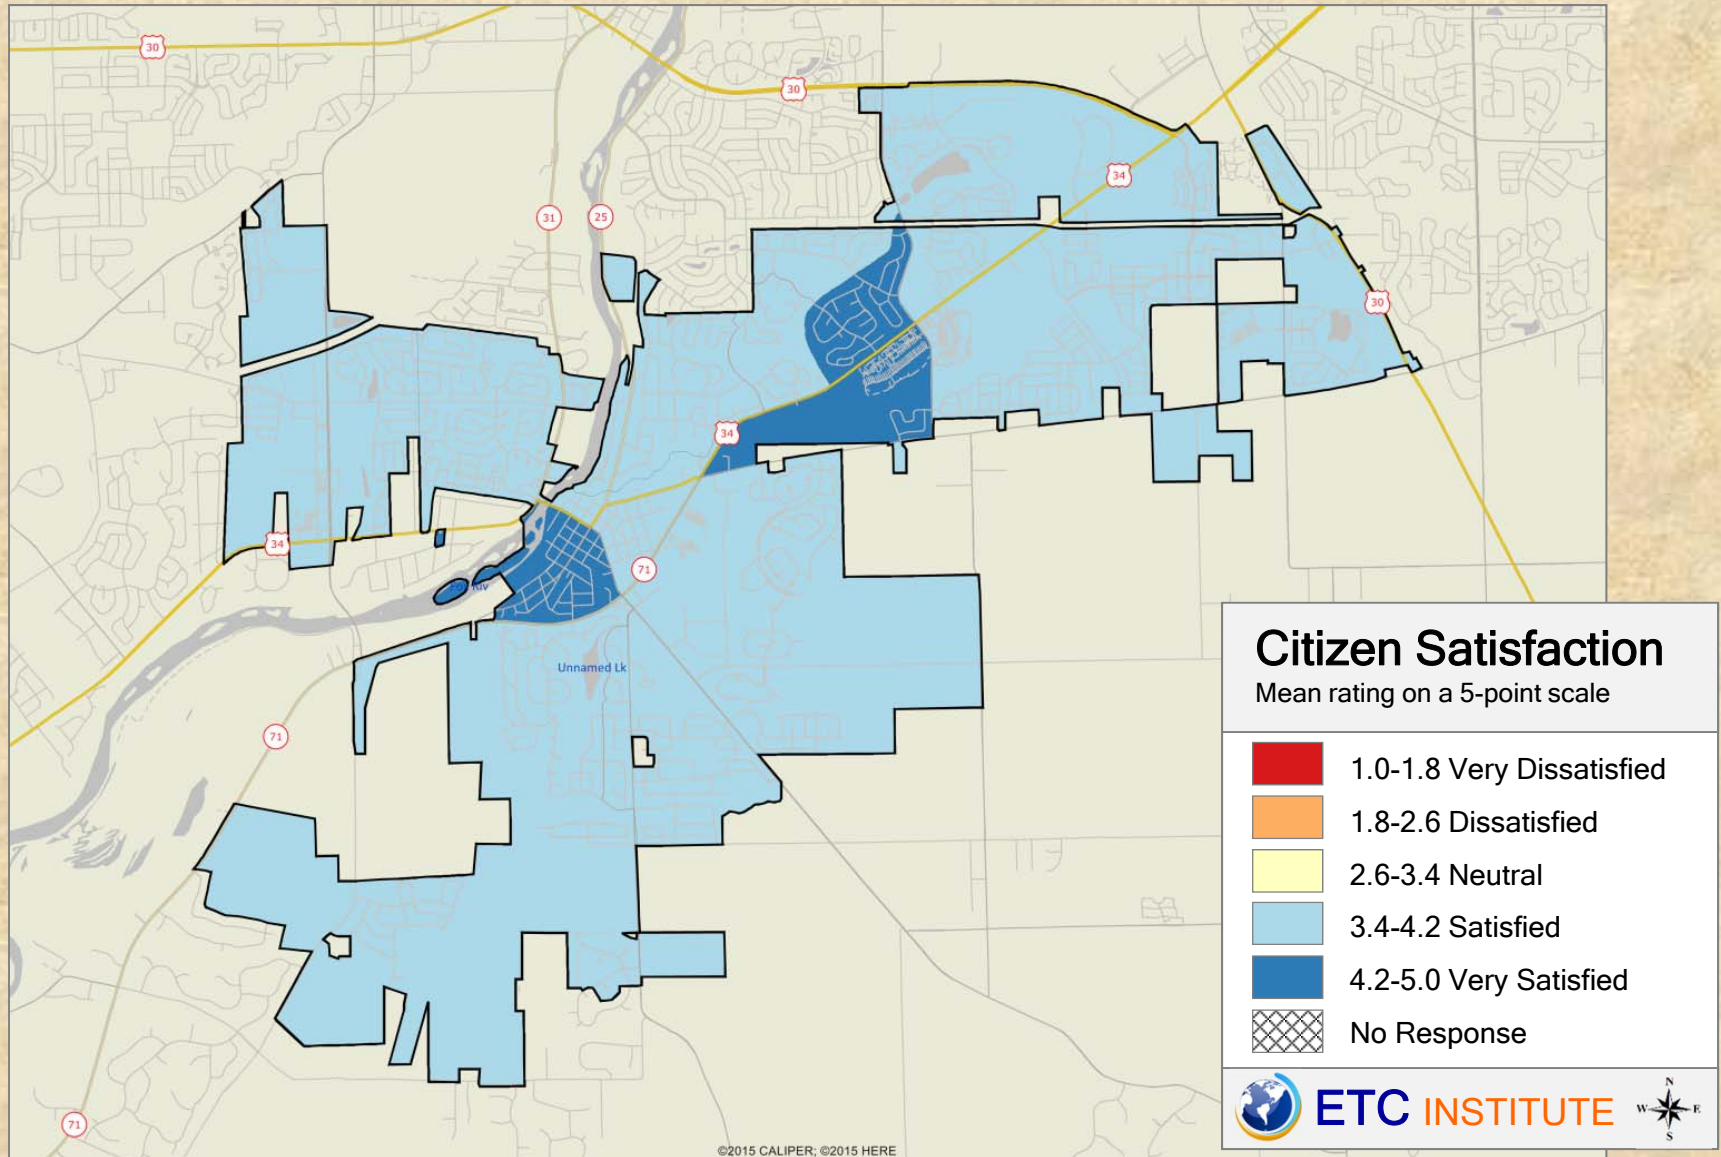 30
30
34
31
25
30
34
34
71
Unnamed Lk
71
71
Citizen Satisfaction
Mean rating on a 5-point scale
1.0-1.8 Very Dissatisfied
1.8-2.6 Dissatisfied
2.6-3.4 Neutral
3.4-4.2 Satisfied
4.2-5.0 Very Satisfied
No Response
ETC INSTITUTE
N
W E
S
©2015 CALIPER; ©2015 HERE